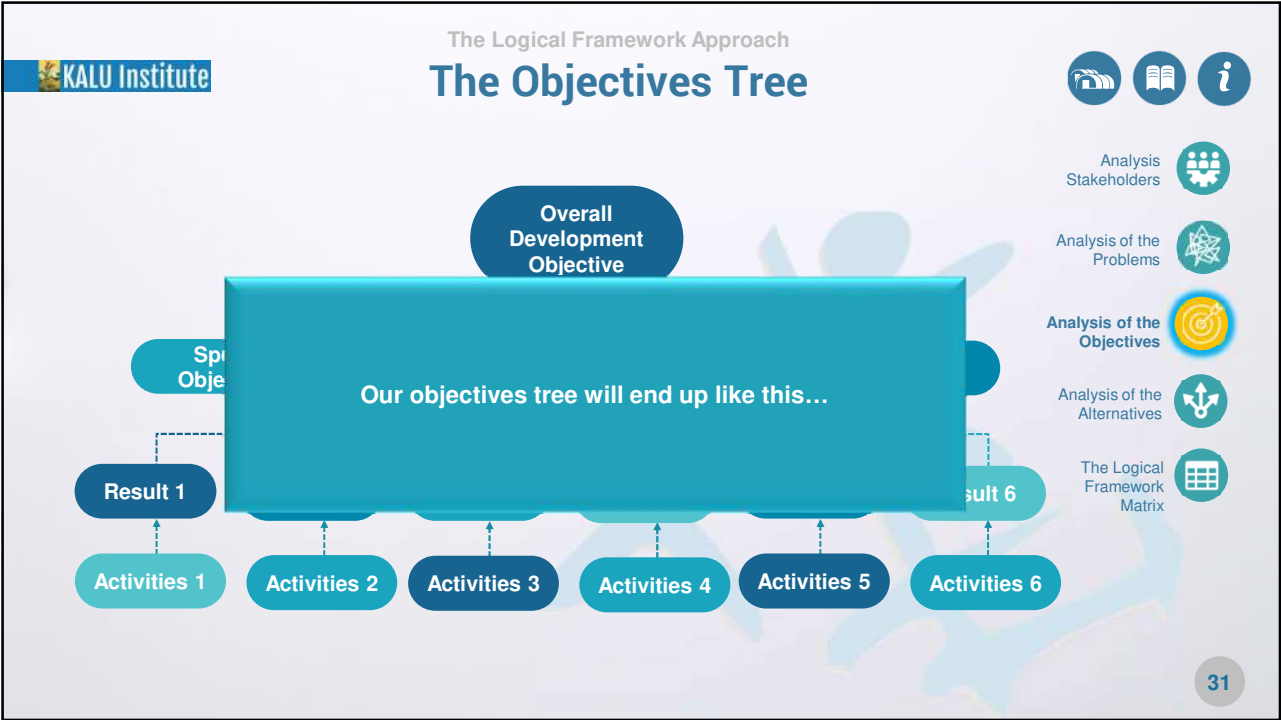 The Logical Framework Approach
KALU Institute
The Objectives Tree
i
Analysis
Stakeholders
Analysis of the
Problems
Analysis of the
Objectives
Analysis of the
Alternatives
The Logical
Framework
Matrix
Overall
Development
Objective
Our objectives tree will end up like this…
Result 1
Activities 1
Activities 2
Activities 3
Activities 4
Activities 5
Activities 6
31